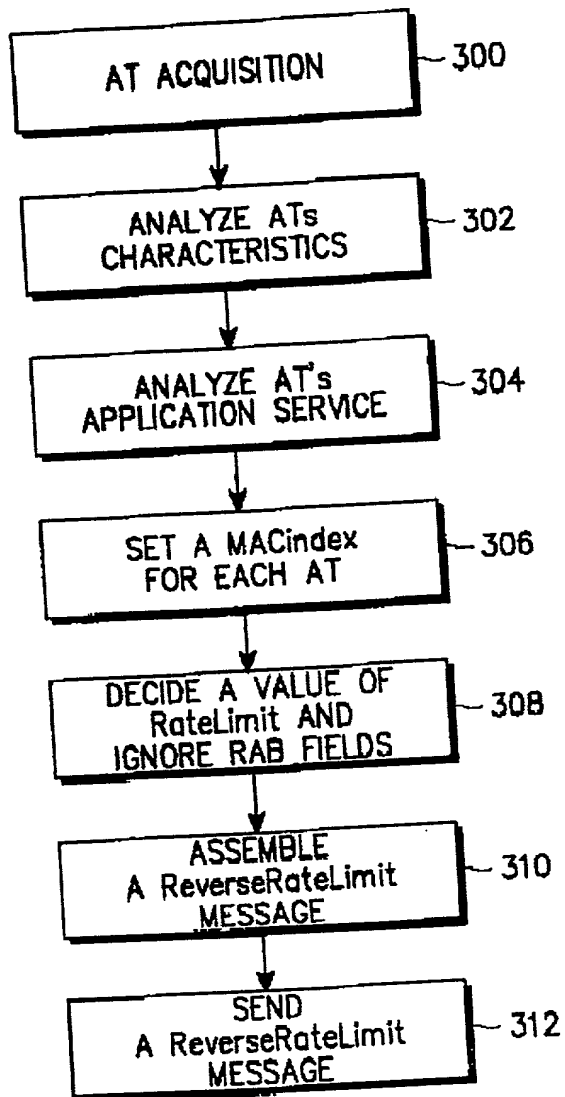 AT ACQUISITION
300
ANALYZE ATs
CHARACTERISTICS
302
ANALYZE AT's
APPLICATION SERVICE
304
SET A MACindex
FOR EACH AT
306
DECIDE A VALUE OF
RateLimit AND
IGNORE RAB FIELDS
308
ASSEMBLE
A ReverseRateLimit
MESSAGE
310
SEND
A ReverseRateLimit
MESSAGE
312